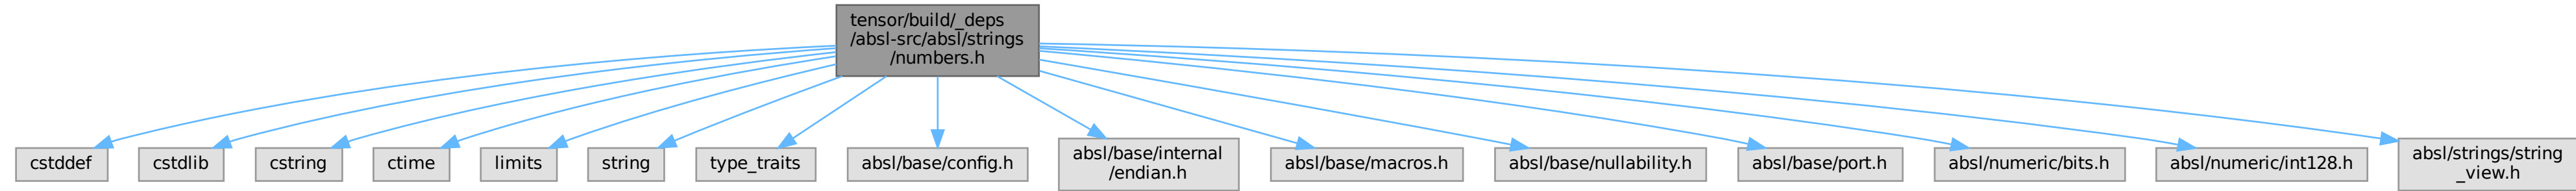 tensor/build/_deps
/absl-src/absl/strings
/numbers.h
cstddef
cstdlib
cstring
ctime
limits
string
type_traits
absl/base/config.h
absl/base/internal
/endian.h
absl/base/macros.h
absl/base/nullability.h
absl/base/port.h
absl/numeric/bits.h
absl/numeric/int128.h
absl/strings/string
_view.h